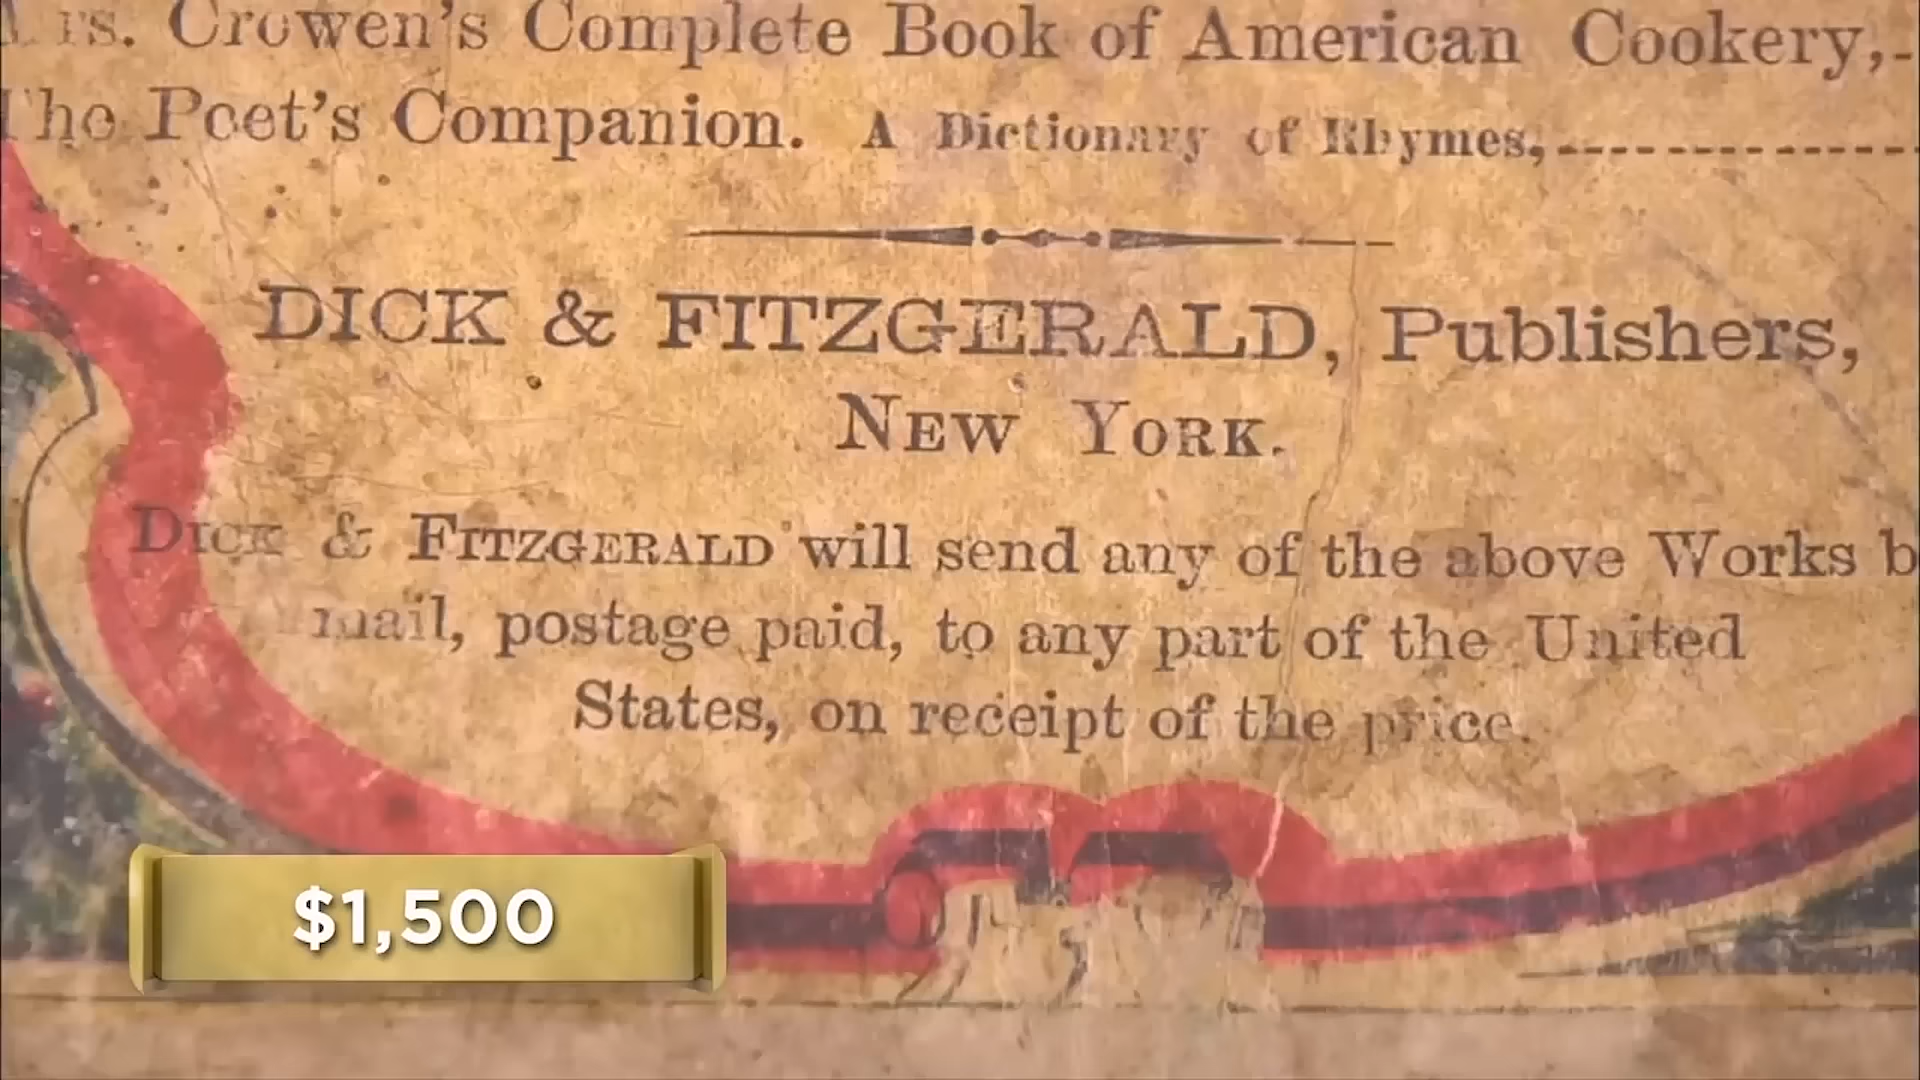 Mrs. Crowen's Complete Book of American Cookery,-
The Poet's Companion. A Dictionary of Rhymes,---------------
DICK & FITZGERALD, Publishers,
NEW YORK.
DICK & FITZGERALD will send any of the above Works b
mail, postage paid, to any part of the United
States, on receipt of the price.
$1,500